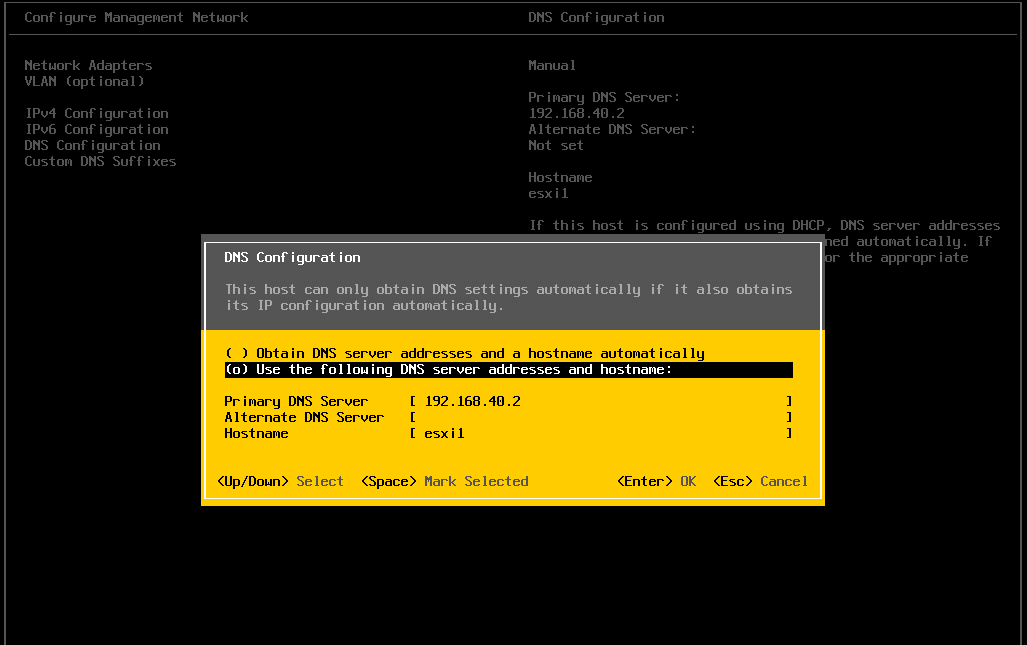 Configure Management Network
DNS Configuration
Network Adapters
VLAN (optional)
IPv4 Configuration
IPv6 Configuration
DNS Configuration
Custom DNS Suffixes
Manual
Primary DNS Server:
192.168.40.2
Alternate DNS Server:
Not set
Hostname
esxi1
If this host is configured using DHCP, DNS server addresses
ned automatically. If
or the appropriate
DNS Configuration
This host can only obtain DNS settings automatically if it also obtains
its IP configuration automatically.
( ) Obtain DNS server addresses and a hostname automatically
(o) Use the following DNS server addresses and hostname:
Primary DNS Server [ 192.168.40.2 ]
Alternate DNS Server [ ]
Hostname [ esxi1 ]
<Up/Down> Select <Space> Mark Selected <Enter> OK <Esc> Cancel